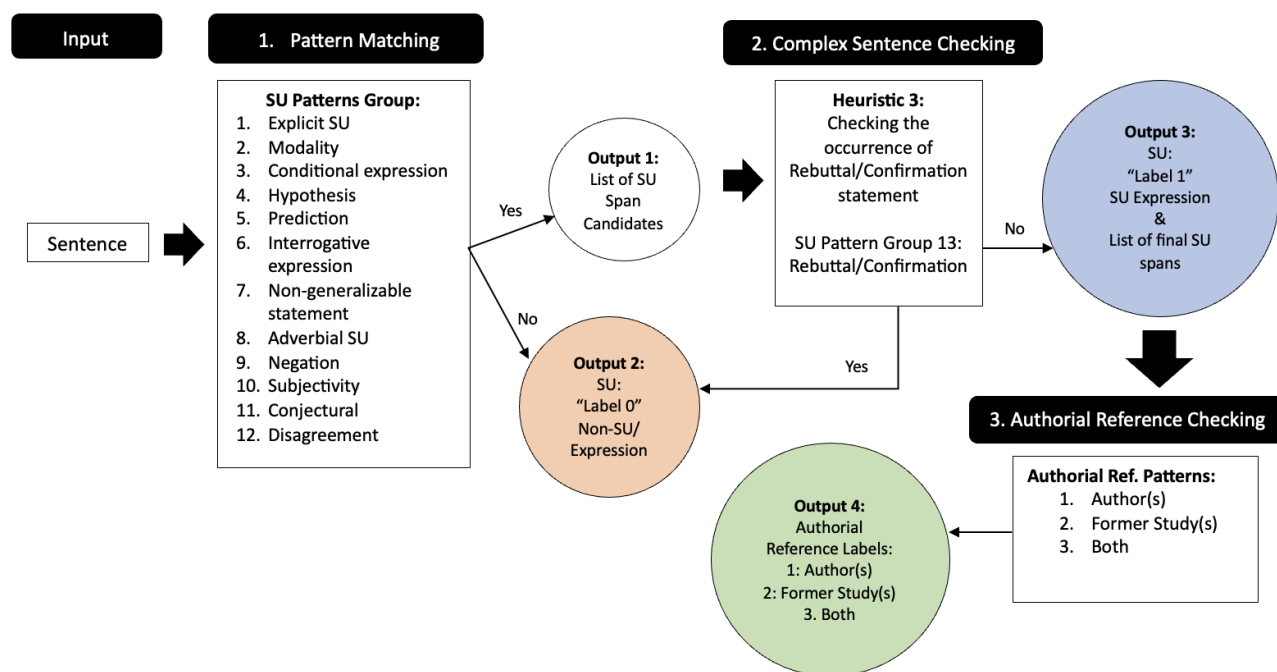 Input
1. Pattern Matching
2. Complex Sentence Checking
Sentence
SU Patterns Group:
1. Explicit SU
2. Modality
3. Conditional expression
4. Hypothesis
5. Prediction
6. Interrogative
expression
7. Non-generalizable
statement
8. Adverbial SU
9. Negation
10. Subjectivity
11. Conjectural
12. Disagreement
Yes
No
Output 1:
List of SU
Span
Candidates
Output 2:
SU:
“Label 0”
Non-SU/
Expression
Heuristic 3:
Checking the
occurrence of
Rebuttal/Confirmation
statement
SU Pattern Group 13:
Rebuttal/Confirmation
No
Yes
Output 3:
SU:
“Label 1”
SU Expression
&
List of final SU
spans
3. Authorial Reference Checking
Authorial Ref. Patterns:
1. Author(s)
2. Former Study(s)
3. Both
Output 4:
Authorial
Reference Labels:
1: Author(s)
2: Former Study(s)
3. Both